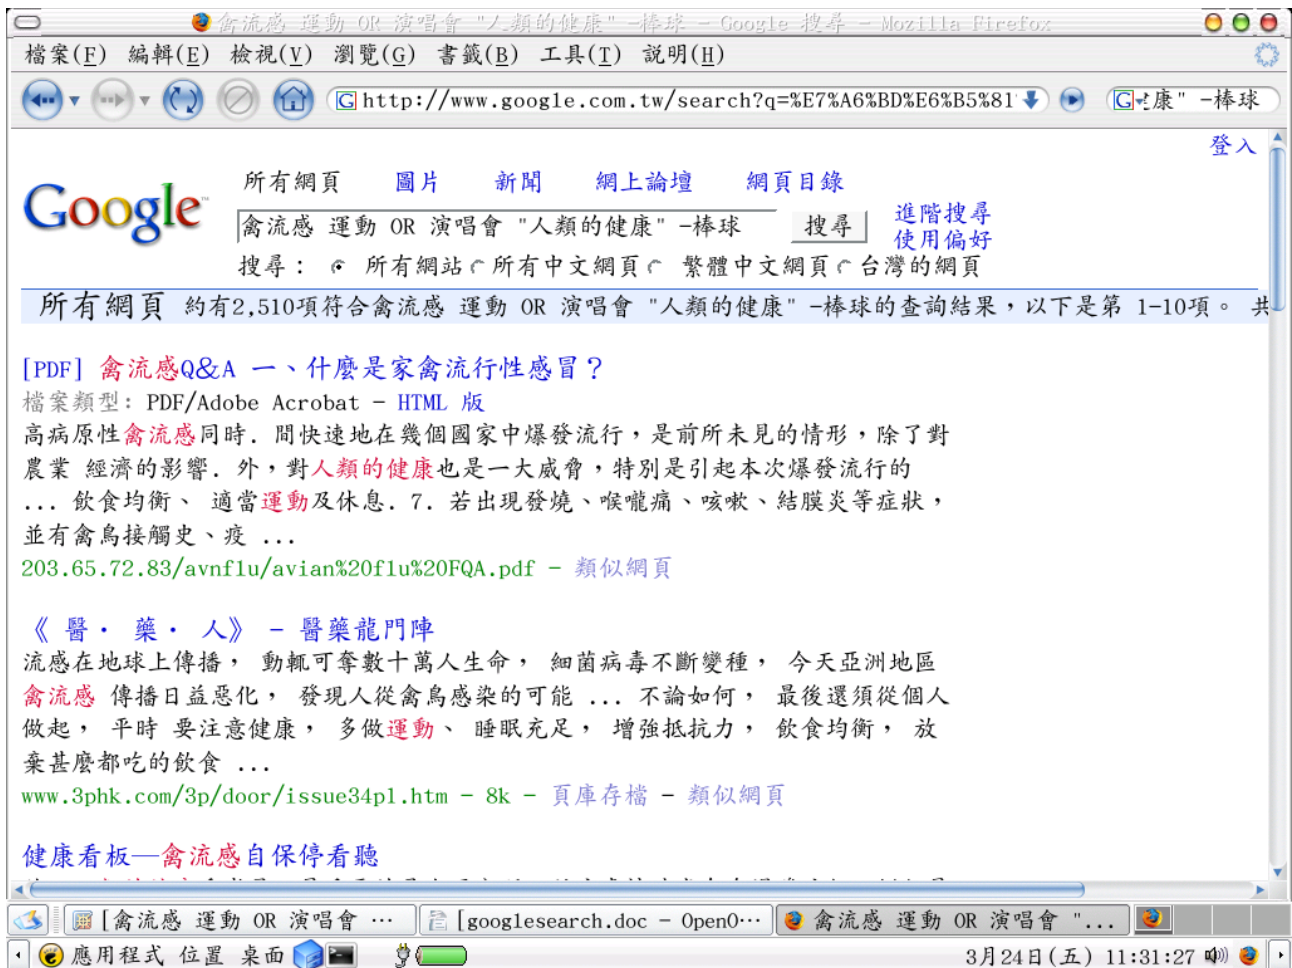 禽流感 運動 OR 演唱會 "人類的健康" -棒球 - Google 搜尋 - Mozilla Firefox
檔案(F) 編輯(E) 檢視(V) 瀏覽(G) 書籤(B) 工具(T) 說明(H)
http://www.google.com.tw/search?q=%E7%A6%BD%E6%B5%81 康" -棒球
登入
所有網頁 圖片 新聞 網上論壇 網頁目錄
Google™
禽流感 運動 OR 演唱會 "人類的健康" -棒球 搜尋 進階搜尋
使用偏好
搜尋: 所有網站 所有中文網頁 繁體中文網頁 台灣的網頁
所有網頁 約有2,510項符合禽流感 運動 OR 演唱會 "人類的健康" -棒球的查詢結果，以下是第 1-10項。 共
[PDF] 禽流感Q&A 一、什麼是家禽流行性感冒？
檔案類型: PDF/Adobe Acrobat - HTML 版
高病原性禽流感同時. 間快速地在幾個國家中爆發流行，是前所未見的情形，除了對
農業 經濟的影響. 外，對人類的健康也是一大威脅，特別是引起本次爆發流行的
... 飲食均衡、 適當運動及休息. 7. 若出現發燒、喉嚨痛、咳嗽、結膜炎等症狀，
並有禽鳥接觸史、疫 ...
203.65.72.83/avnflu/avian%20flu%20FQA.pdf - 類似網頁
《 醫‧ 藥‧ 人》 - 醫藥龍門陣
流感在地球上傳播， 動輒可奪數十萬人生命， 細菌病毒不斷變種， 今天亞洲地區
禽流感 傳播日益惡化， 發現人從禽鳥感染的可能 ... 不論如何， 最後還須從個人
做起， 平時 要注意健康， 多做運動、 睡眠充足， 增強抵抗力， 飲食均衡， 放
棄甚麼都吃的飲食 ...
www.3phk.com/3p/door/issue34p1.htm - 8k - 頁庫存檔 - 類似網頁
健康看板—禽流感自保停看聽
[禽流感 運動 OR 演唱會 … [googlesearch.doc - OpenO… 禽流感 運動 OR 演唱會 "...
應用程式 位置 桌面 3月24日(五) 11:31:27